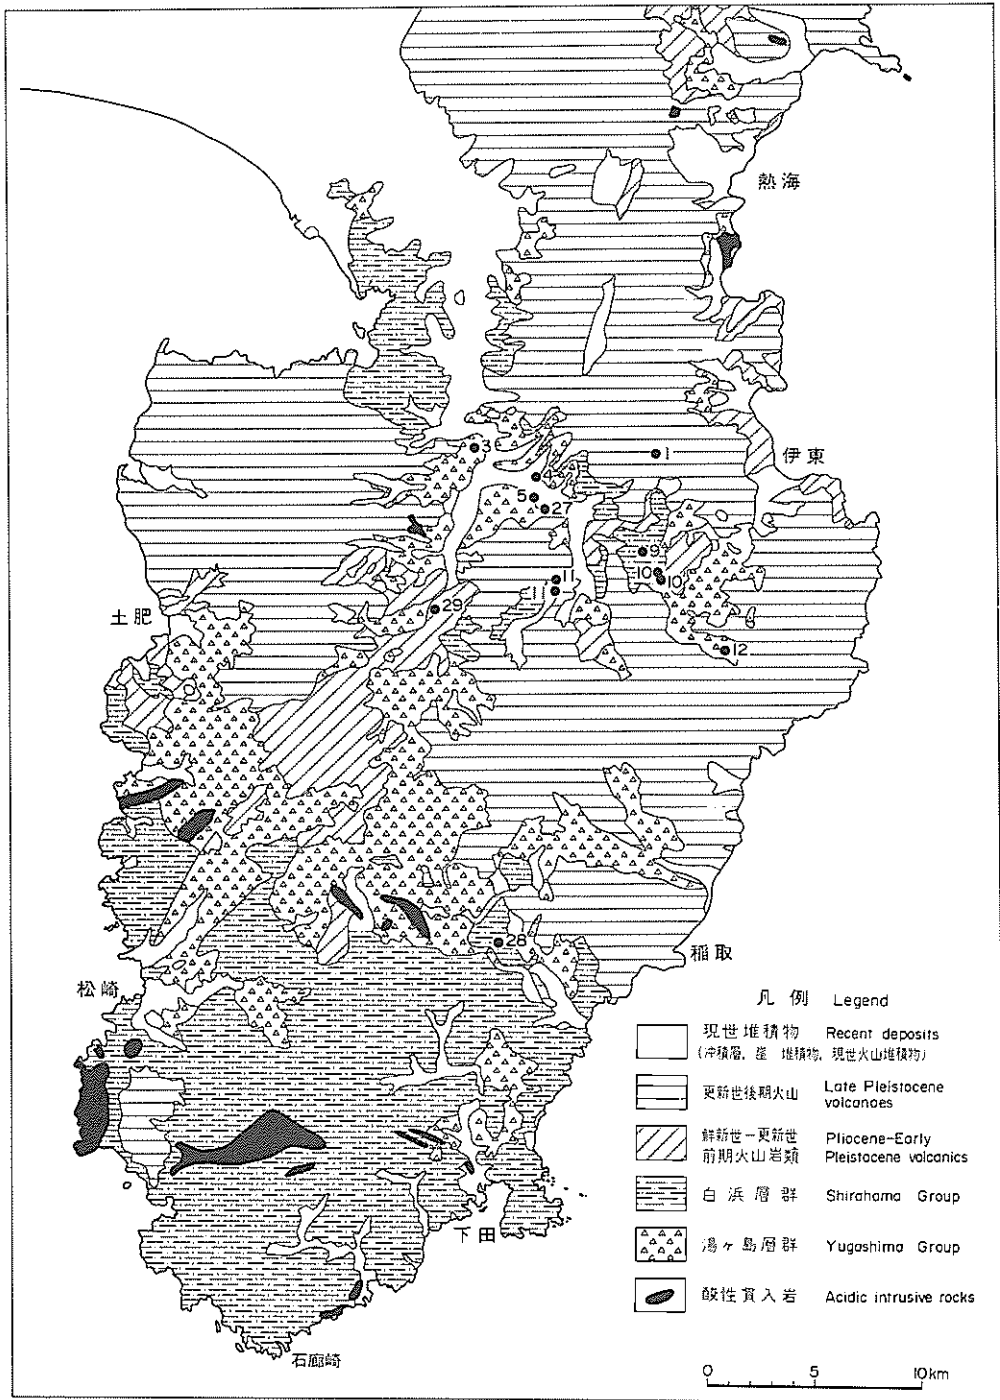 熱海
伊東
3
1
4
5
27
9
10
10'
11
11'
29
土肥
12
28
稲取
松崎
下田
石廊崎
凡例 Legend
現世堆積物 Recent deposits
(沖積層、崖 堆積物、現世火山堆積物)
更新世後期火山 Late Pleistocene
volcanoes
鮮新世－更新世 Pliocene-Early
前期火山岩類 Pleistocene volcanics
白浜層群 Shirahama Group
湯ヶ島層群 Yugashima Group
酸性貫入岩 Acidic intrusive rocks
0 5 10km